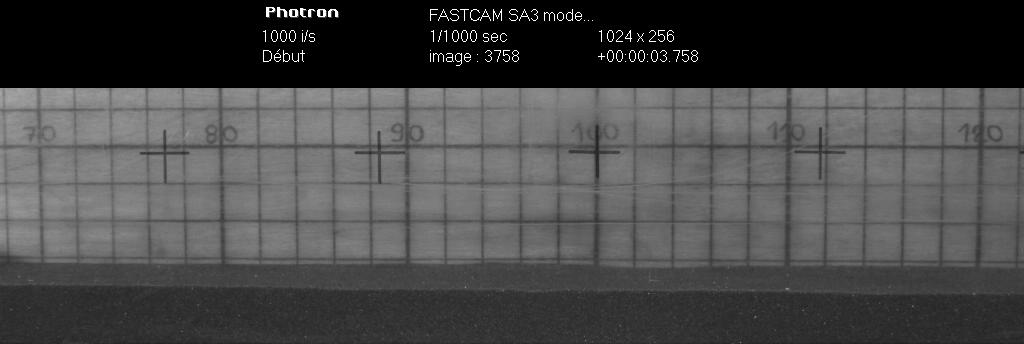 Photron
FASTCAM SA3 mode...
1000 i/s
1/1000 sec
1024 x 256
Début
image : 3758
+00:00:03.758
70
80
90
100
110
120